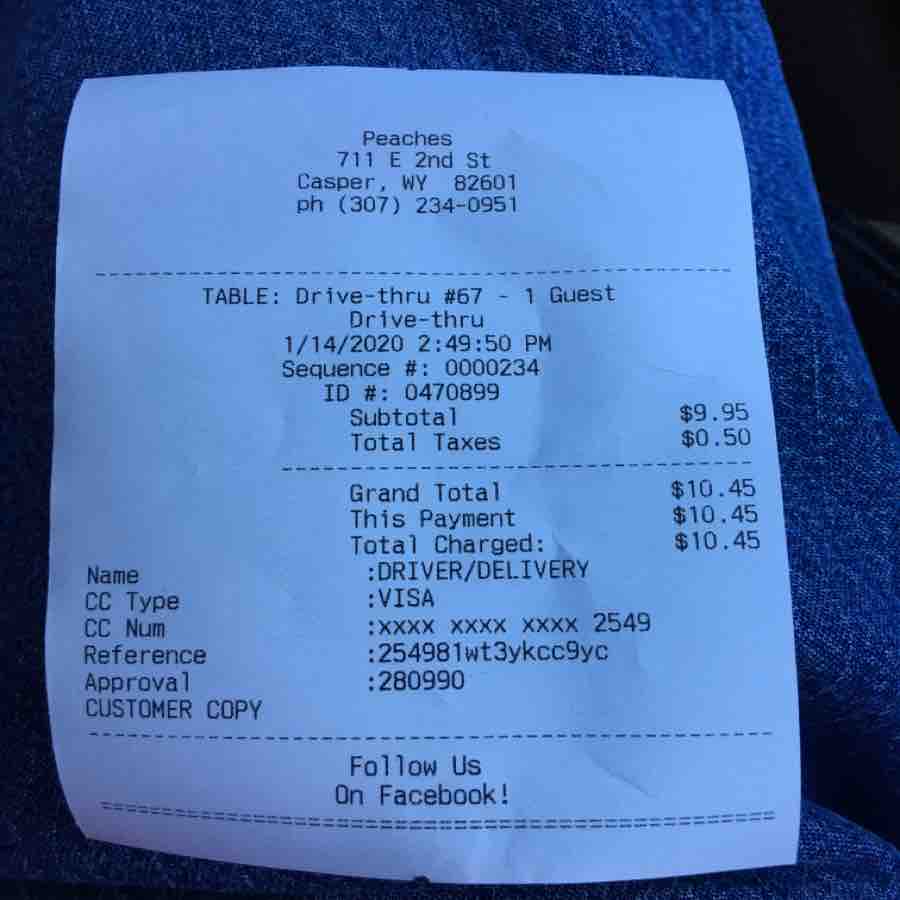 Peaches
711 E 2nd St
Casper, WY 82601
ph (307) 234-0951
TABLE: Drive-thru #67 - 1 Guest
Drive-thru
1/14/2020 2:49:50 PM
Sequence #: 0000234
ID #: 0470899
Subtotal $9.95
Total Taxes $0.50
Grand Total $10.45
This Payment $10.45
Total Charged: $10.45
Name :DRIVER/DELIVERY
CC Type :VISA
CC Num :xxxx xxxx xxxx 2549
Reference :254981wt3ykcc9yc
Approval :280990
CUSTOMER COPY
Follow Us
On Facebook!